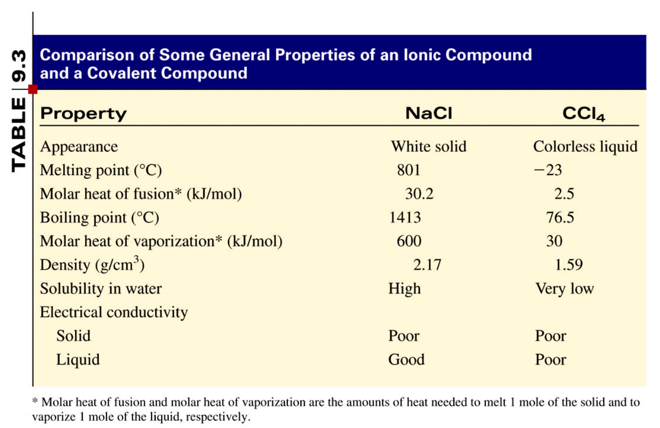 TABLE 9.3
Comparison of Some General Properties of an Ionic Compound
and a Covalent Compound
Property NaCl CCl₄
Appearance White solid Colorless liquid
Melting point (°C) 801 −23
Molar heat of fusion* (kJ/mol) 30.2 2.5
Boiling point (°C) 1413 76.5
Molar heat of vaporization* (kJ/mol) 600 30
Density (g/cm³) 2.17 1.59
Solubility in water High Very low
Electrical conductivity
Solid Poor Poor
Liquid Good Poor
* Molar heat of fusion and molar heat of vaporization are the amounts of heat needed to melt 1 mole of the solid and to
vaporize 1 mole of the liquid, respectively.